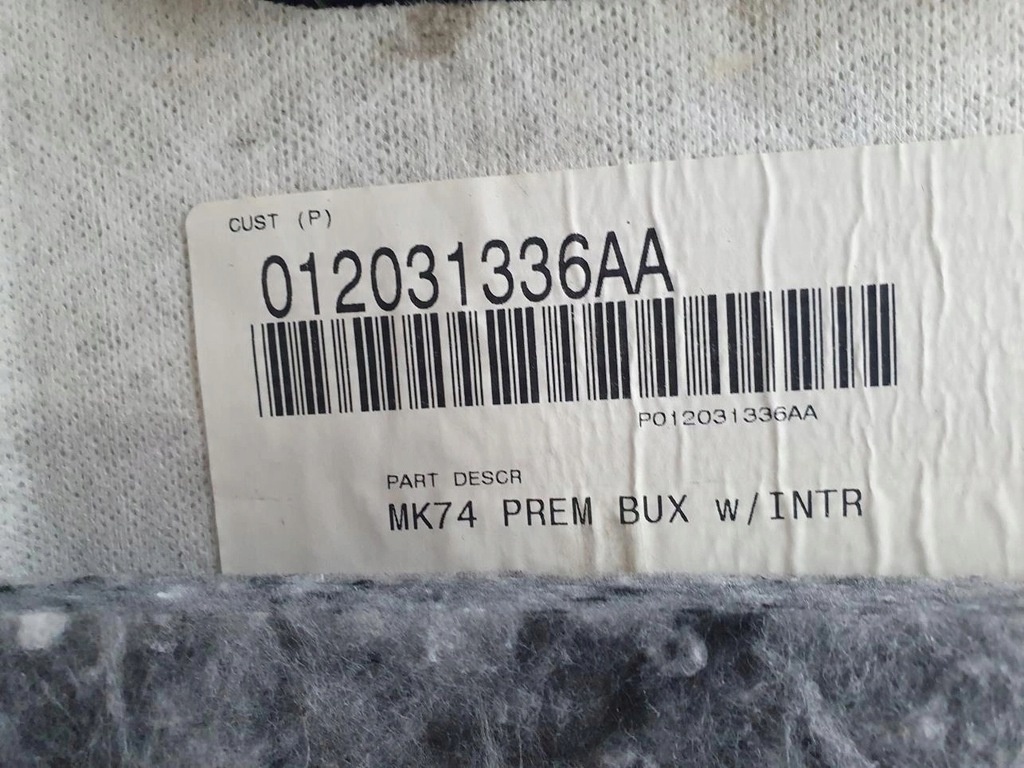 CUST (P)
012031336AA
P012031336AA
PART DESCR
MK74 PREM BUX w/INTR